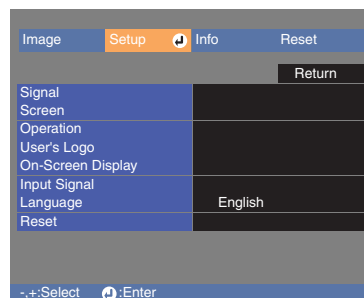 Image Setup Info Reset
Return
Signal
Screen
Operation
User's Logo
On-Screen Display
Input Signal
Language English
Reset
-,+:Select :Enter